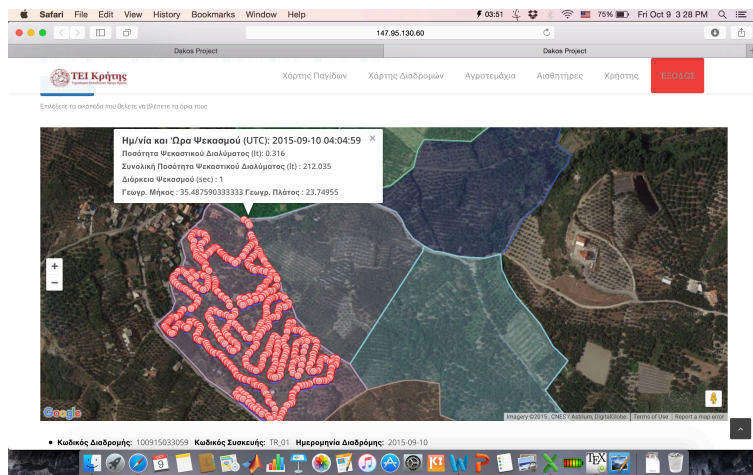 Safari File Edit View History Bookmarks Window Help
03:51 75% Fri Oct 9 3:28 PM
147.95.130.60
Dakos Project
Dakos Project
ΤΕΙ Κρήτης
Χάρτης Παγίδων Χάρτης Διαδρομών Αγροτεμάχια Αισθητήρες Χρήστης ΈΞΟΔΟΣ
Επιλέξετε τα οικόπεδα που θέλετε να βλέπετε τα όρια τους
Ημ/νία και Ώρα Ψεκασμού (UTC): 2015-09-10 04:04:59 ×
Ποσότητα Ψεκαστικού Διαλύματος (lt): 0.316
Συνολική Ποσότητα Ψεκαστικού Διαλύματος (lt) : 212.035
Διάρκεια Ψεκασμού (sec) : 1
Γεωγρ. Μήκος : 35.487590333333 Γεωγρ. Πλάτος : 23.74955
+
−
Google
Imagery ©2015 , CNES / Astrium, DigitalGlobe Terms of Use Report a map error
• Κωδικός Διαδρομής: 100915033059 Κωδικός Συσκευής: TR_01 Ημερομηνία Διαδρόμης: 2015-09-10